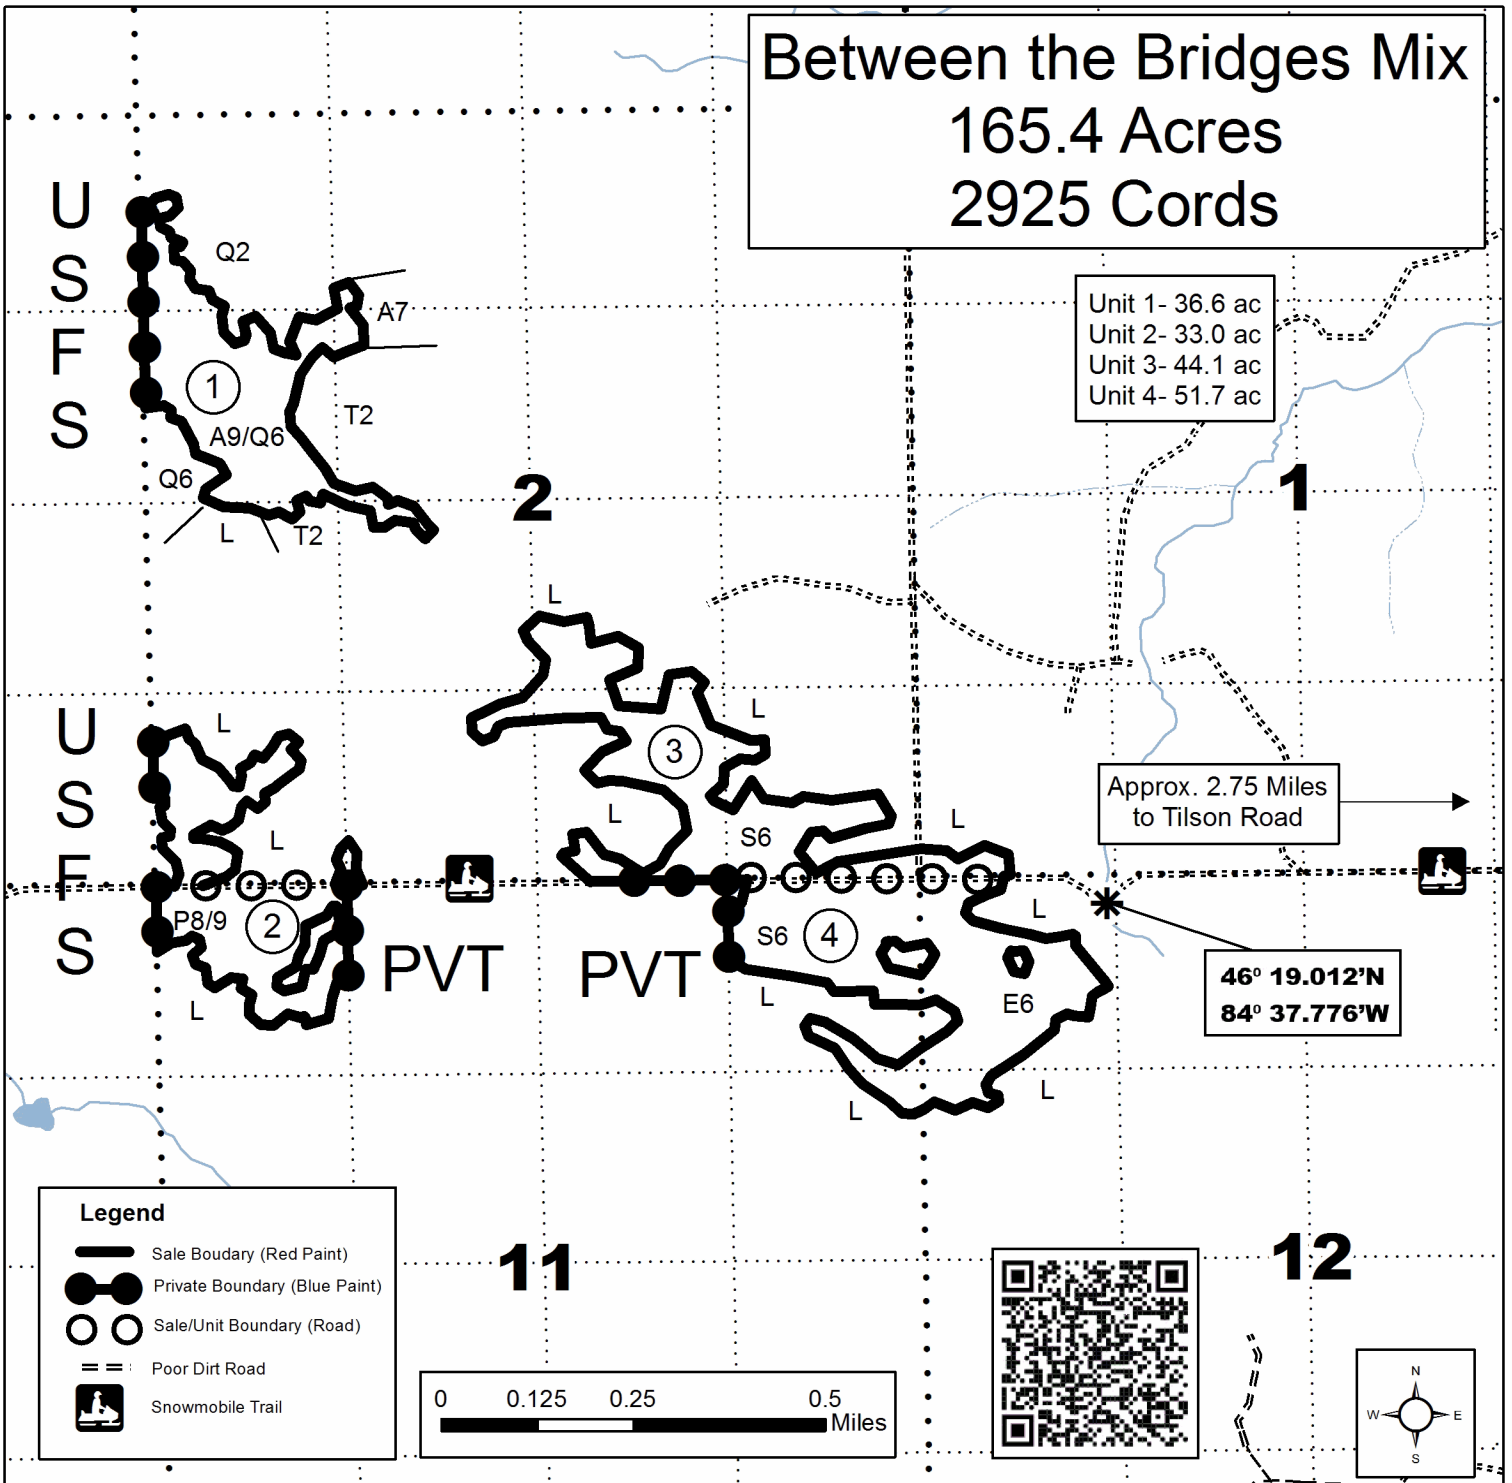 Between the Bridges Mix
165.4 Acres
2925 Cords
U
S
F
S
Q2
A7
1
A9/Q6
T2
Q6
L
T2
Unit 1- 36.6 ac
Unit 2- 33.0 ac
Unit 3- 44.1 ac
Unit 4- 51.7 ac
2
1
L
L
3
L
S6
L
U
S
F
S
L
L
P8/9
2
L
PVT
PVT
S6
4
L
L
E6
L
L
Approx. 2.75 Miles
to Tilson Road
46⁰ 19.012’N
84⁰ 37.776’W
11
12
Legend
Sale Boudary (Red Paint)
Private Boundary (Blue Paint)
Sale/Unit Boundary (Road)
Poor Dirt Road
Snowmobile Trail
0 0.125 0.25 0.5
Miles
N
W E
S